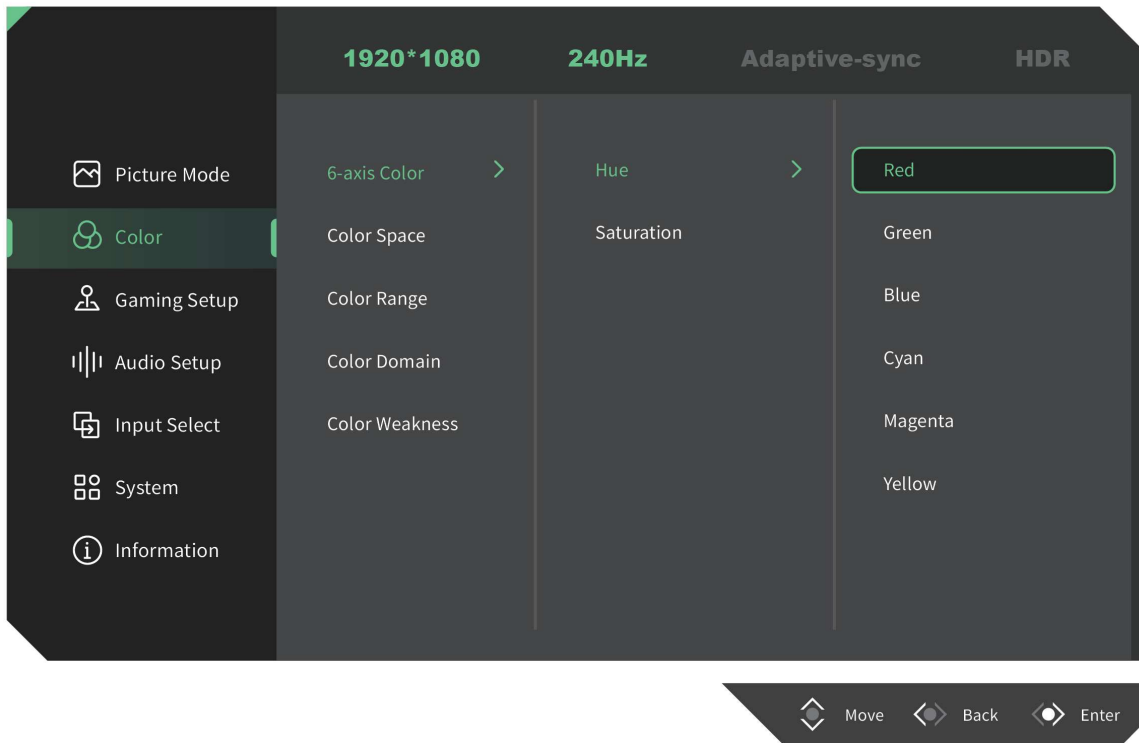 1920*1080 240Hz Adaptive-sync HDR
Picture Mode
Color
Gaming Setup
Audio Setup
Input Select
System
Information
6-axis Color
Color Space
Color Range
Color Domain
Color Weakness
Hue
Saturation
Red
Green
Blue
Cyan
Magenta
Yellow
Move Back Enter